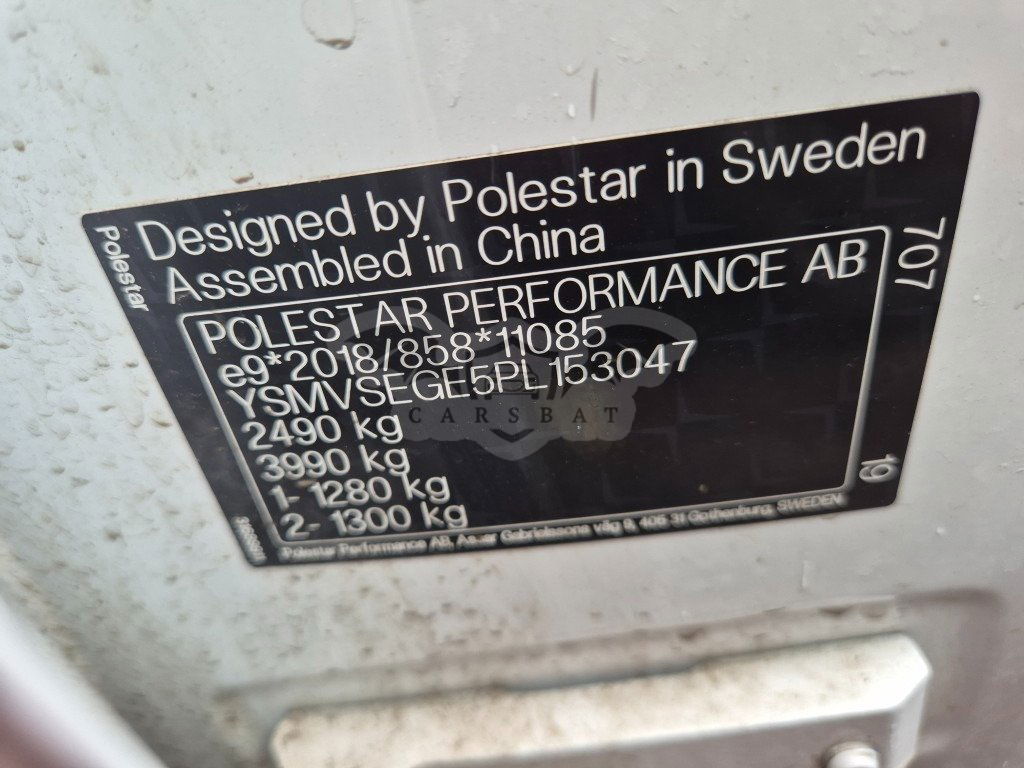 Designed by Polestar in Sweden
Assembled in China
Polestar
707
POLESTAR PERFORMANCE AB
e9*2018/858*11085
YSMVSEGE5PL153047
2490 kg
3990 kg
1- 1280 kg
2- 1300 kg
19
Polestar Performance AB, Gabrielssons väg 9, 405 31 Gothenburg, SWEDEN
CARSBAT